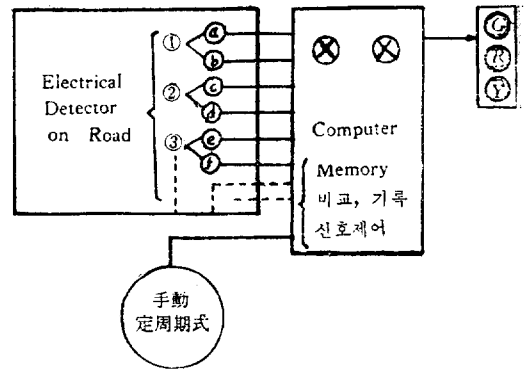 Electrical
Detector
on Road
①
②
③
a
b
c
d
e
f
Computer
Memory
비교, 기록
신호제어
G
R
Y
手動
定周期式